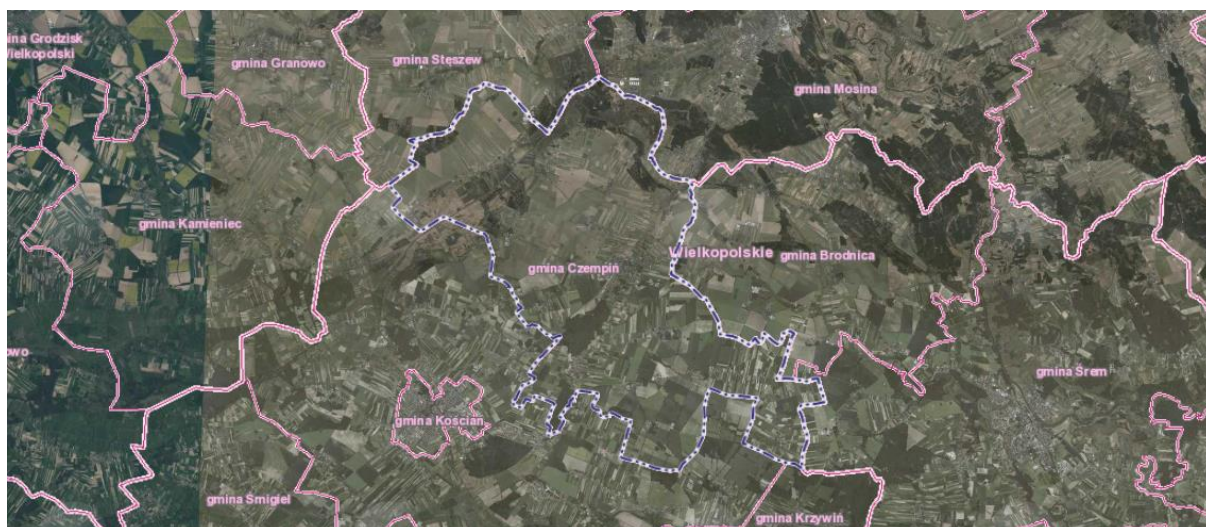 ina Grodzisk
Wielkopolski
gmina Granowo
gmina Stęszew
gmina Mosina
gmina Kamieniec
Wielkopolskie
gmina Brodnica
gmina Czempiń
owo
gmina Śrem
gmina Kościan
gmina Śmigiel
gmina Krzywiń